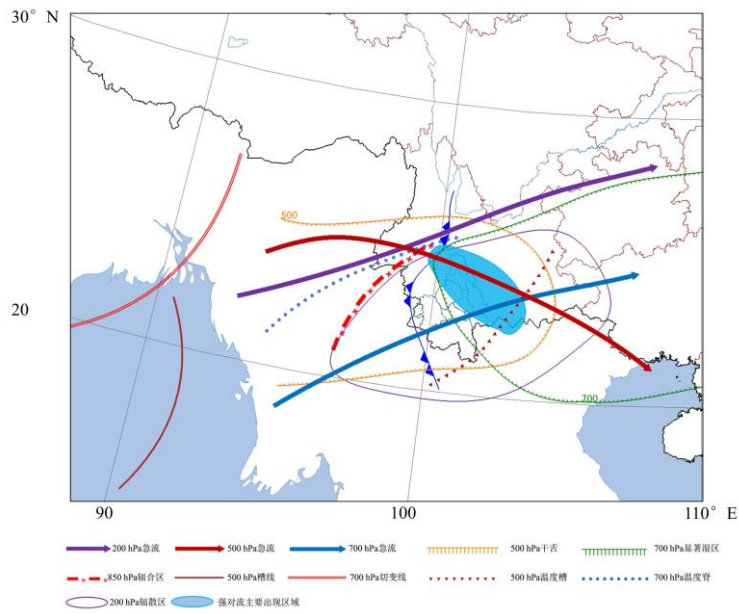 30° N
500
20
700
90
100
110 ° E
200 hPa急流 500 hPa急流 700 hPa急流 500 hPa干舌 700 hPa显著湿区
850 hPa辐合区 500 hPa槽线 700 hPa切变线 500 hPa温度槽 700 hPa温度脊
200 hPa辐散区 强对流主要出现区域